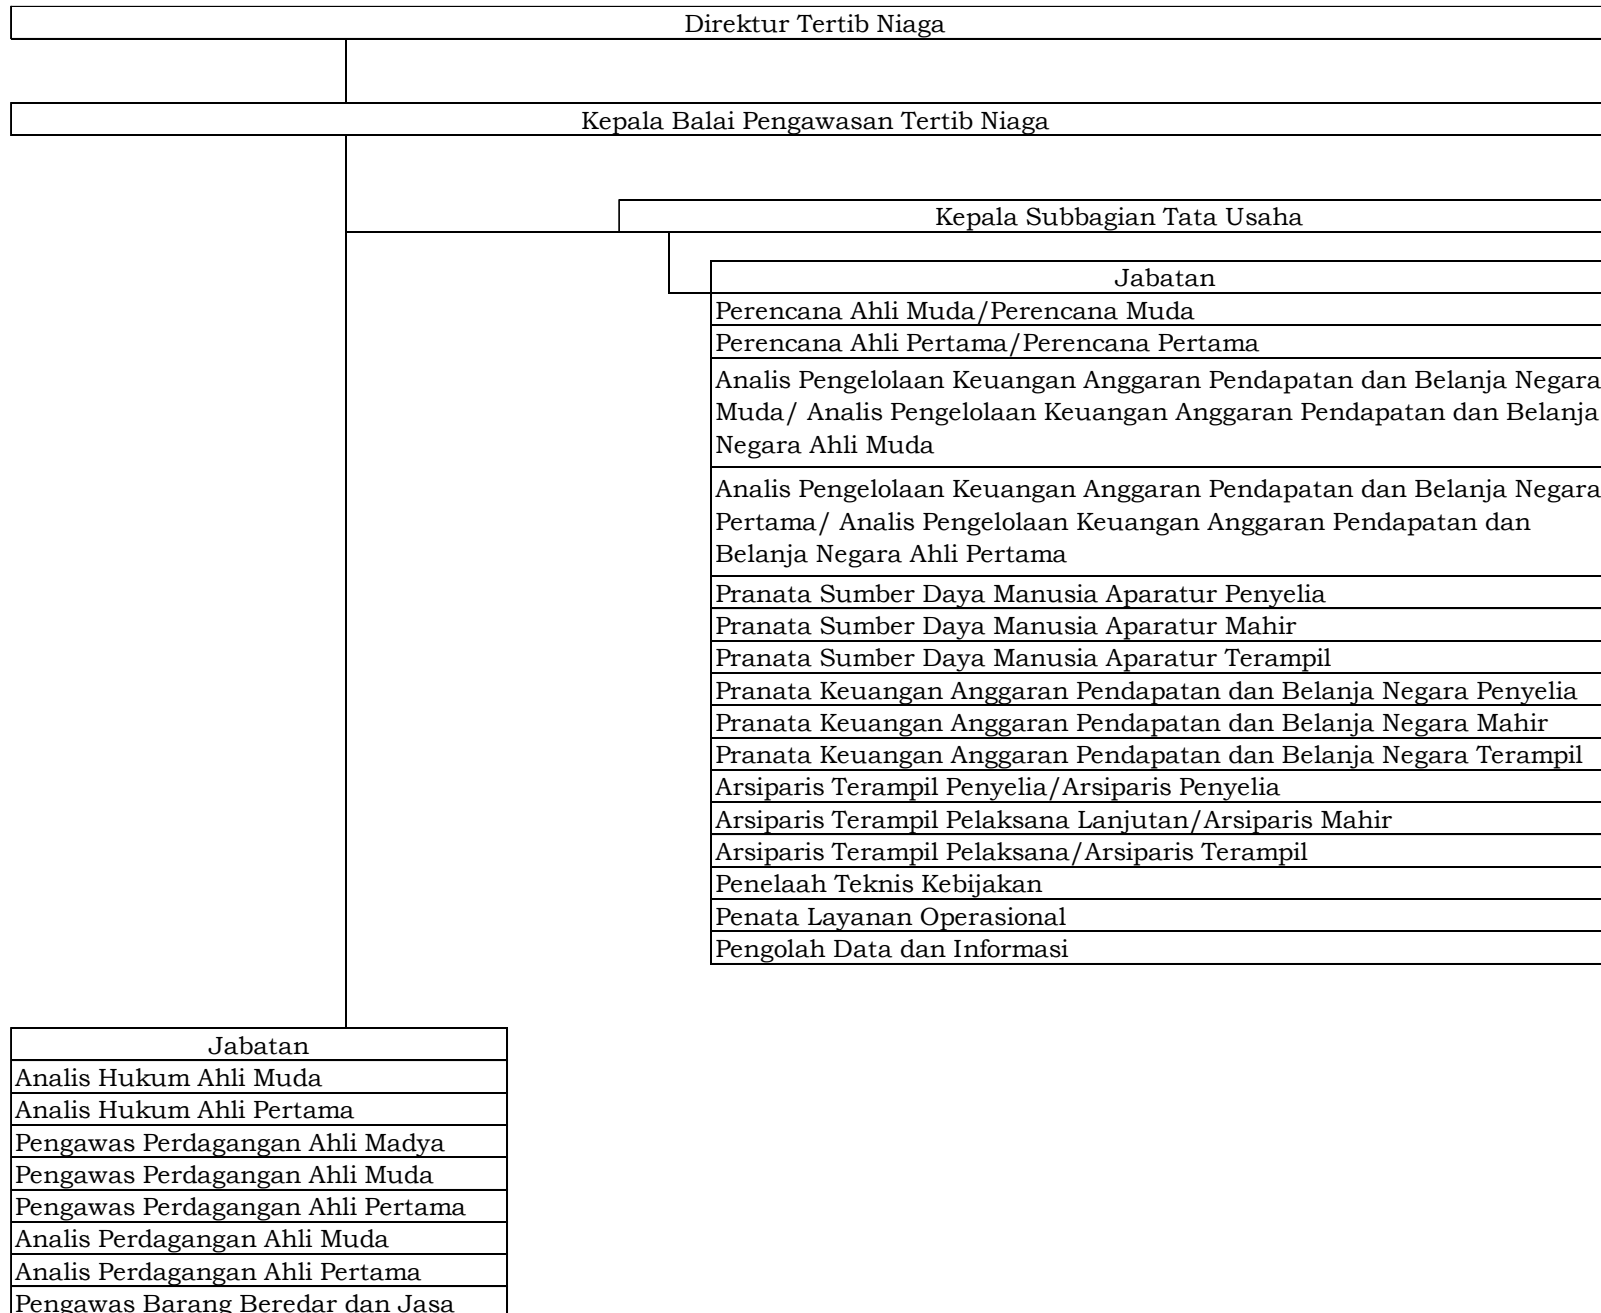 Direktur Tertib Niaga
Kepala Balai Pengawasan Tertib Niaga
Kepala Subbagian Tata Usaha
Jabatan
Perencana Ahli Muda/Perencana Muda
Perencana Ahli Pertama/Perencana Pertama
Analis Pengelolaan Keuangan Anggaran Pendapatan dan Belanja Negara
Muda/ Analis Pengelolaan Keuangan Anggaran Pendapatan dan Belanja
Negara Ahli Muda
Analis Pengelolaan Keuangan Anggaran Pendapatan dan Belanja Negara
Pertama/ Analis Pengelolaan Keuangan Anggaran Pendapatan dan
Belanja Negara Ahli Pertama
Pranata Sumber Daya Manusia Aparatur Penyelia
Pranata Sumber Daya Manusia Aparatur Mahir
Pranata Sumber Daya Manusia Aparatur Terampil
Pranata Keuangan Anggaran Pendapatan dan Belanja Negara Penyelia
Pranata Keuangan Anggaran Pendapatan dan Belanja Negara Mahir
Pranata Keuangan Anggaran Pendapatan dan Belanja Negara Terampil
Arsiparis Terampil Penyelia/Arsiparis Penyelia
Arsiparis Terampil Pelaksana Lanjutan/Arsiparis Mahir
Arsiparis Terampil Pelaksana/Arsiparis Terampil
Penelaah Teknis Kebijakan
Penata Layanan Operasional
Pengolah Data dan Informasi
Jabatan
Analis Hukum Ahli Muda
Analis Hukum Ahli Pertama
Pengawas Perdagangan Ahli Madya
Pengawas Perdagangan Ahli Muda
Pengawas Perdagangan Ahli Pertama
Analis Perdagangan Ahli Muda
Analis Perdagangan Ahli Pertama
Pengawas Barang Beredar dan Jasa